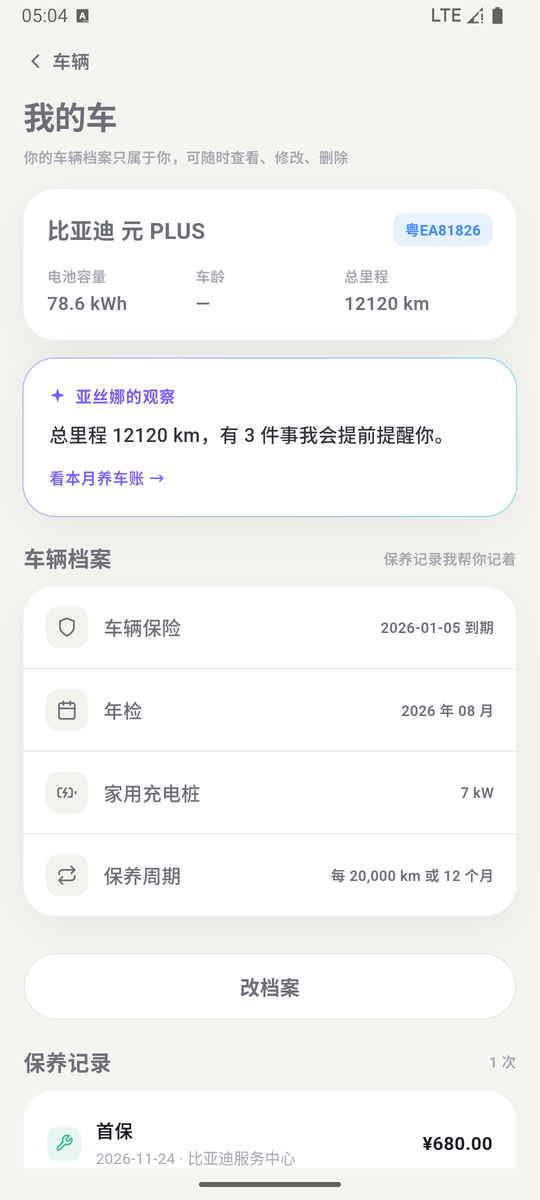 05:04 A LTE
车辆
我的车
你的车辆档案只属于你，可随时查看、修改、删除
比亚迪 元 PLUS 粤EA81826
电池容量 车龄 总里程
78.6 kWh — 12120 km
亚丝娜的观察
总里程 12120 km，有 3 件事我会提前提醒你。
看本月养车账 →
车辆档案 保养记录我帮你记着
车辆保险 2026-01-05 到期
年检 2026 年 08 月
家用充电桩 7 kW
保养周期 每 20,000 km 或 12 个月
改档案
保养记录 1 次
首保 ¥680.00
2026-11-24 · 比亚迪服务中心